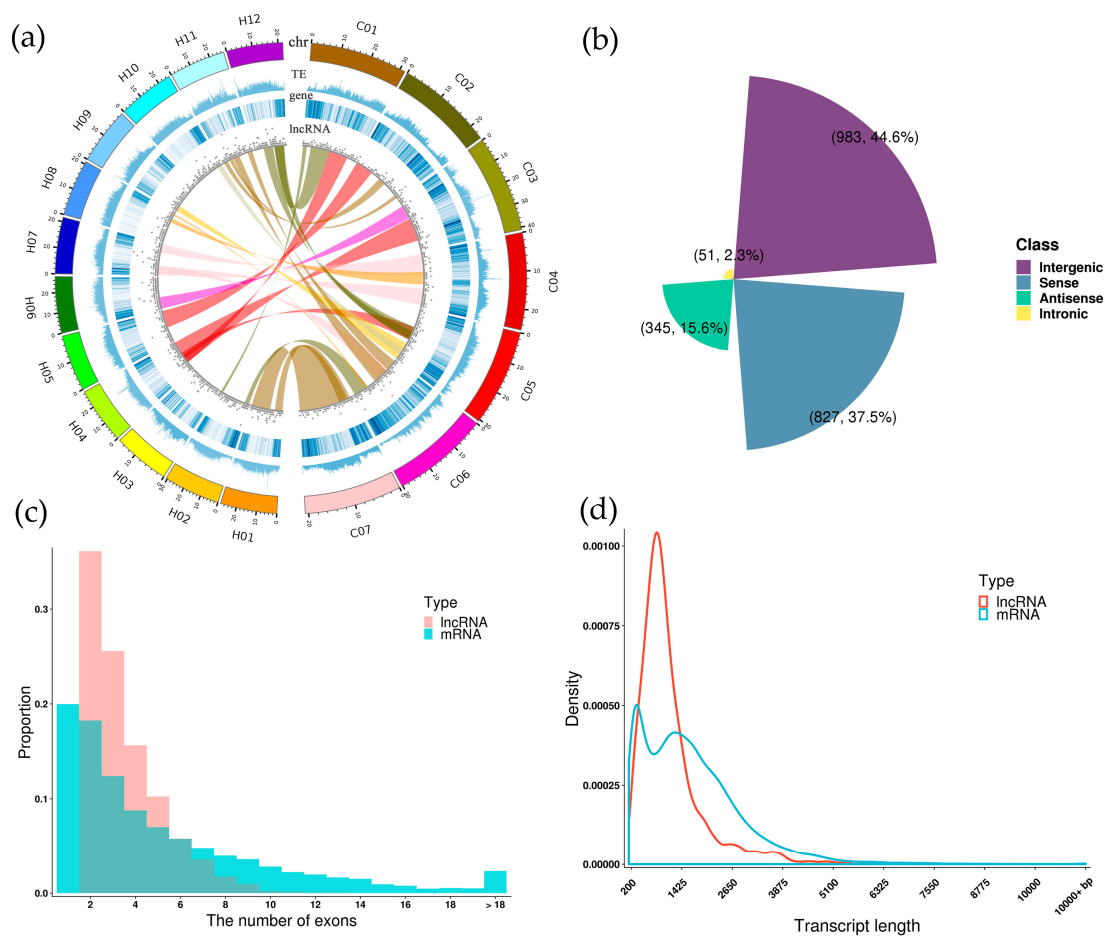 (a)
chr
TE
gene
lncRNA
C01
C02
C03
C04
C05
C06
C07
H01
H02
H03
H04
H05
H06
H07
H08
H09
H10
H11
H12
(b)
(983, 44.6%)
(51, 2.3%)
(345, 15.6%)
(827, 37.5%)
Class
Intergenic
Sense
Antisense
Intronic
(c)
Proportion
0.3
0.2
0.1
0.0
Type
lncRNA
mRNA
2 4 6 8 10 12 14 16 18 > 18
The number of exons
(d)
Density
0.00100
0.00075
0.00050
0.00025
0.00000
Type
lncRNA
mRNA
200 1425 2650 3875 5100 6325 7550 8775 10000 10000+ bp
Transcript length